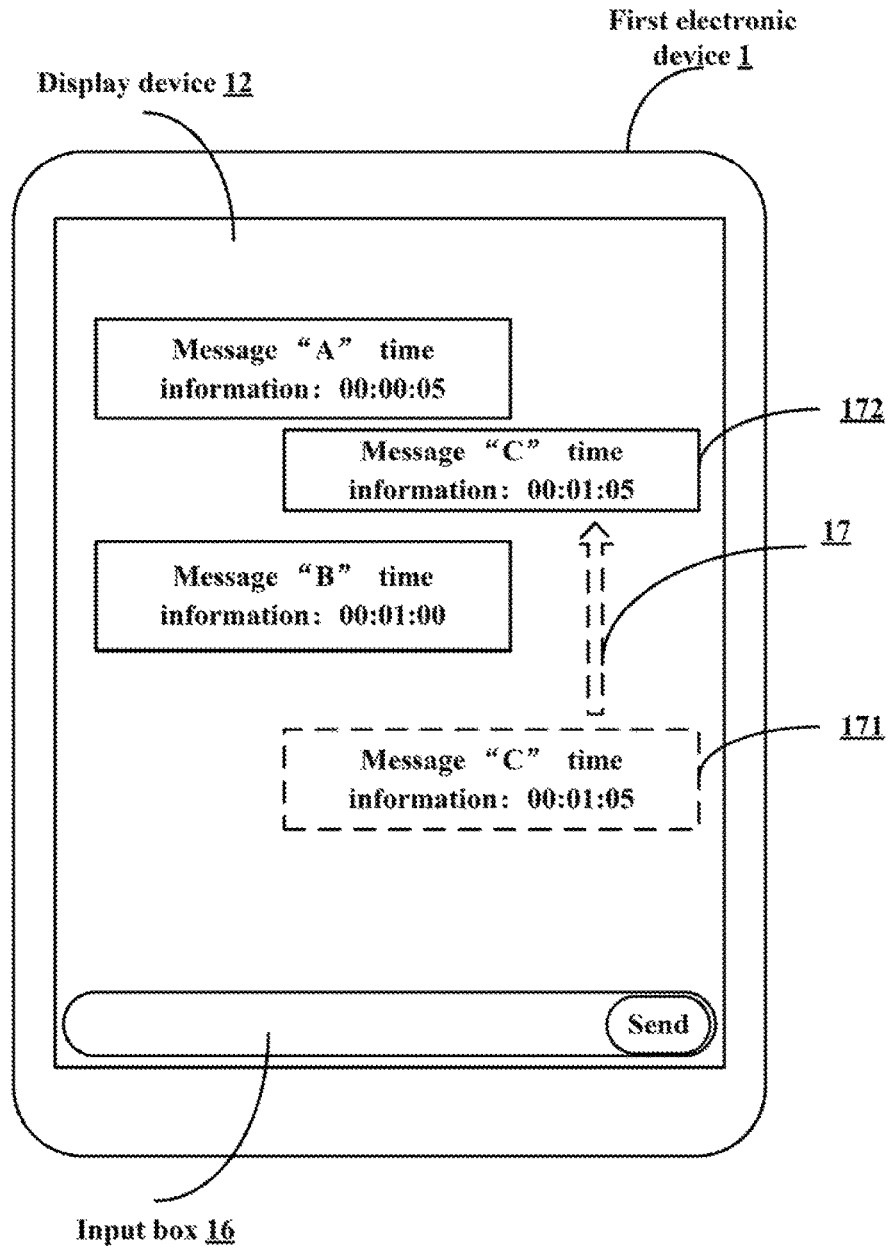 First electronic
device 1
Display device 12
Message “A” time
information: 00:00:05
172
Message “C” time
information: 00:01:05
17
Message “B” time
information: 00:01:00
171
Message “C” time
information: 00:01:05
Send
Input box 16